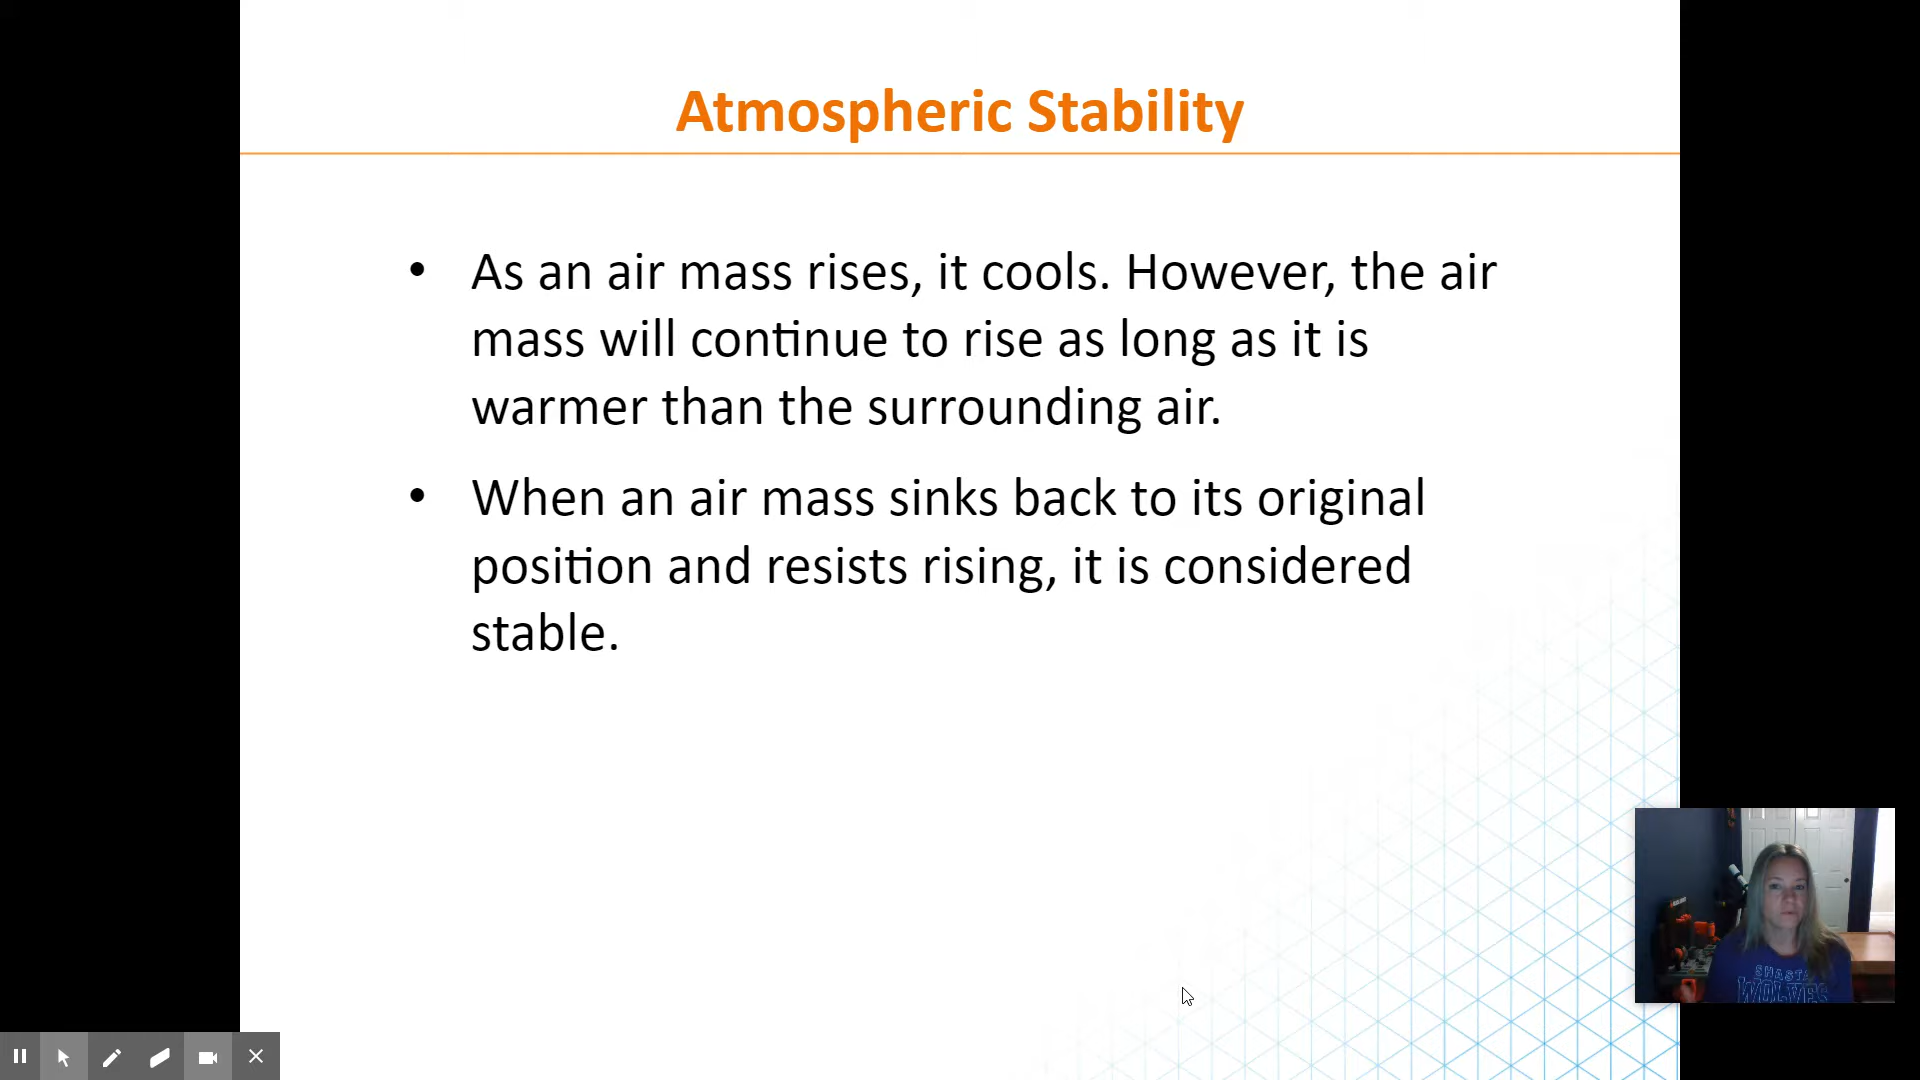 Atmospheric Stability
• As an air mass rises, it cools. However, the air
mass will continue to rise as long as it is
warmer than the surrounding air.
• When an air mass sinks back to its original
position and resists rising, it is considered
stable.
SHASTA
WOLVES